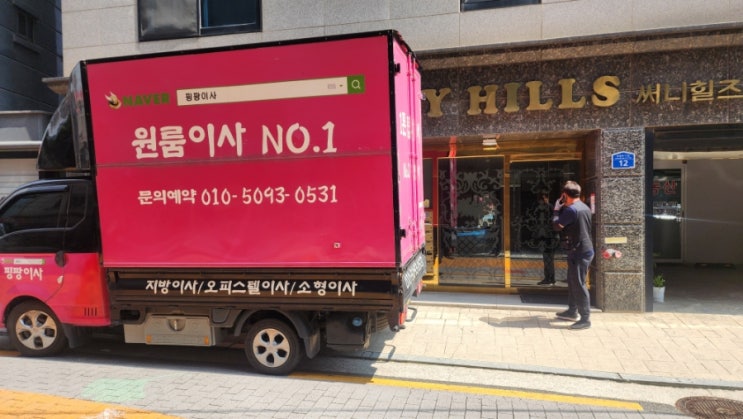 NAVER 핑팡이사
원룸이사 NO.1
문의예약 010-5093-0531
핑팡이사
지방이사/오피스텔이사/소형이사
Y HILLS 써니힐즈
12